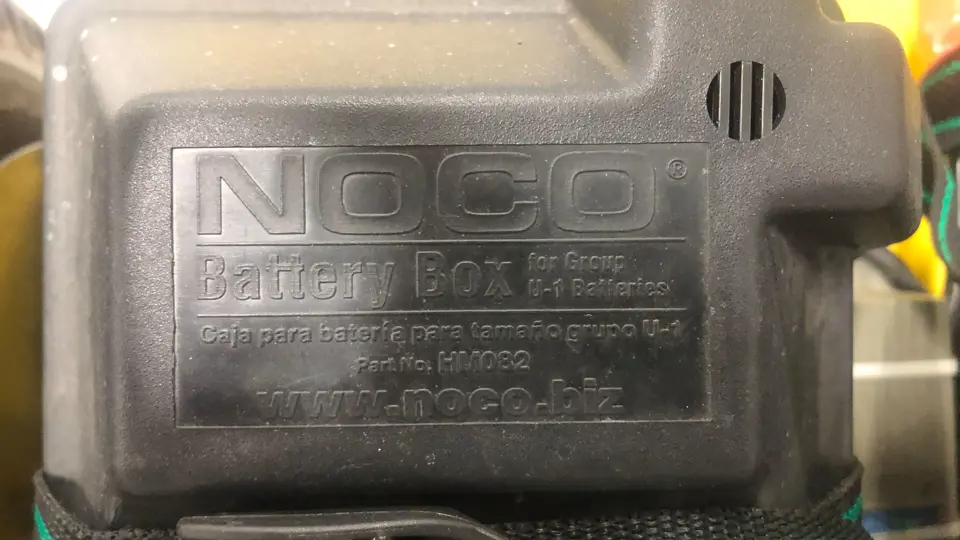 NOCO®
Battery Box for Group
U-1 Batteries
Caja para batería para tamaño grupo U-1
Part No. HM082
www.noco.biz